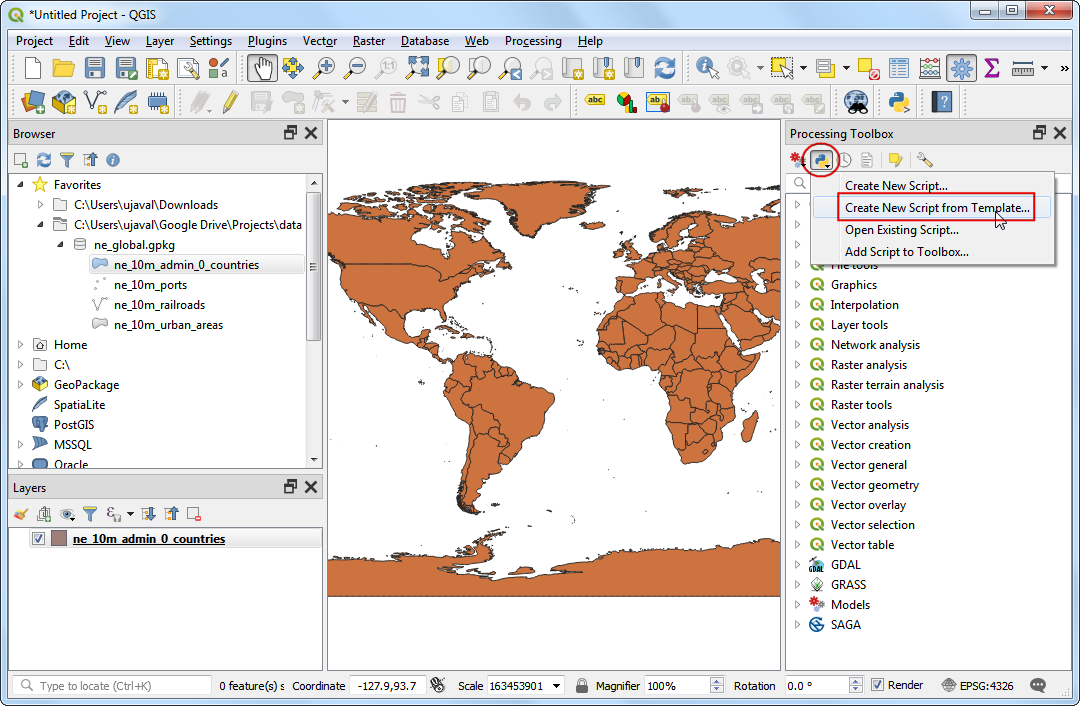 *Untitled Project - QGIS
Project Edit View Layer Settings Plugins Vector Raster Database Web Processing Help
Browser
Favorites
C:\Users\ujaval\Downloads
C:\Users\ujaval\Google Drive\Projects\data
ne_global.gpkg
ne_10m_admin_0_countries
ne_10m_ports
ne_10m_railroads
ne_10m_urban_areas
Home
C:\
GeoPackage
SpatiaLite
PostGIS
MSSQL
Oracle
Layers
ne_10m_admin_0_countries
Processing Toolbox
Create New Script...
Create New Script from Template...
Open Existing Script...
Add Script to Toolbox...
File tools
Graphics
Interpolation
Layer tools
Network analysis
Raster analysis
Raster terrain analysis
Raster tools
Vector analysis
Vector creation
Vector general
Vector geometry
Vector overlay
Vector selection
Vector table
GDAL
GRASS
Models
SAGA
Type to locate (Ctrl+K) 0 feature(s) s Coordinate -127.9,93.7 Scale 163453901 Magnifier 100% Rotation 0.0 ° Render EPSG:4326